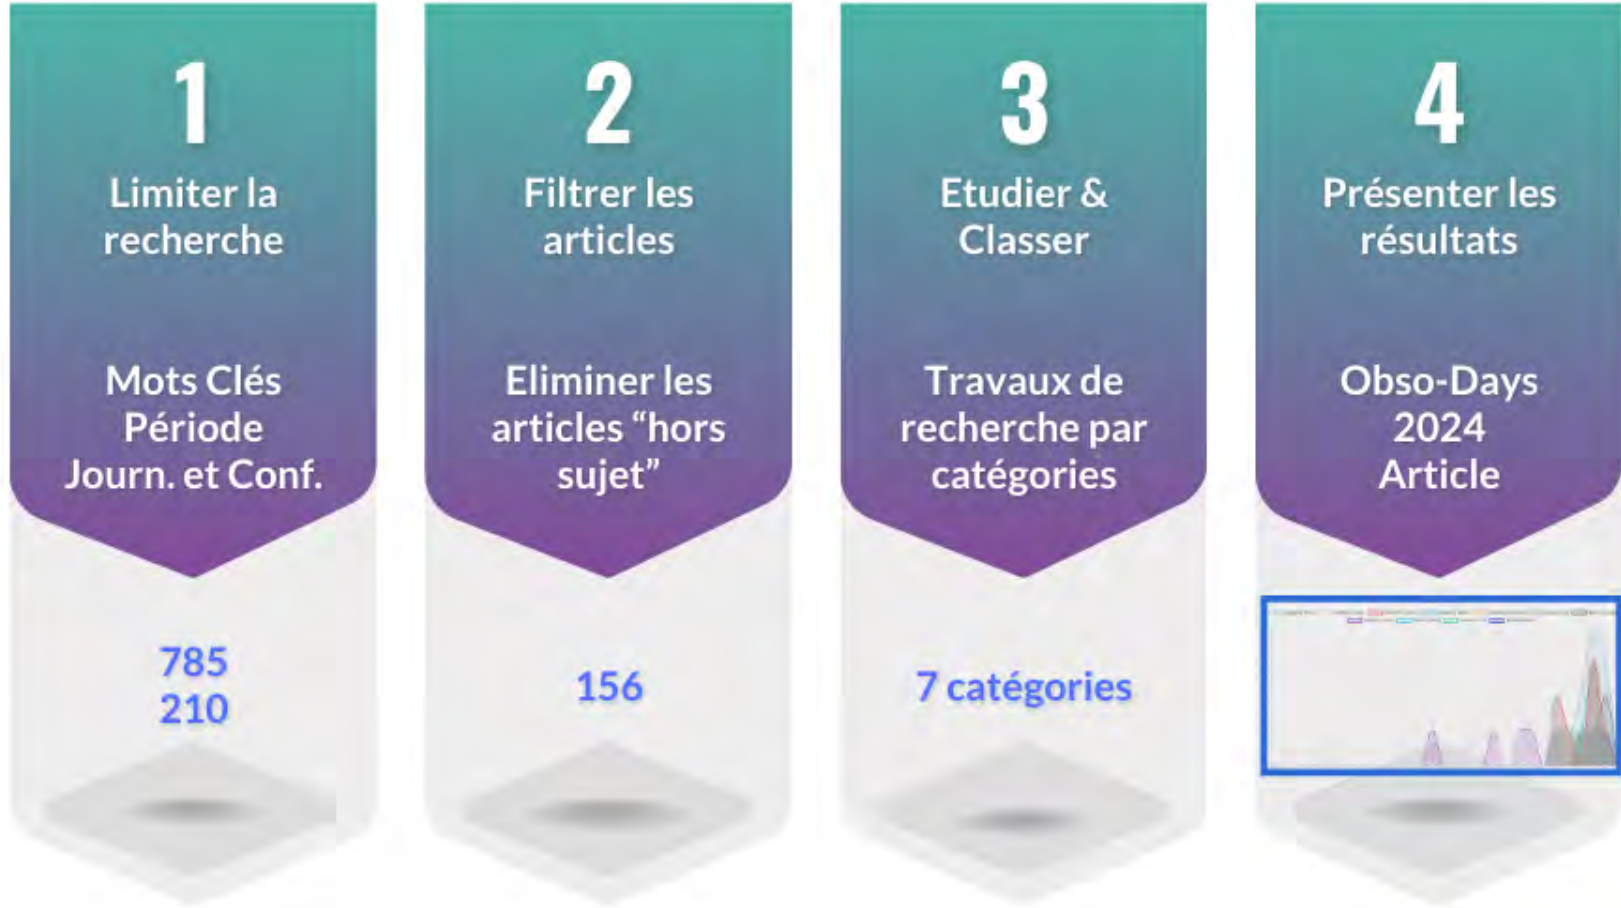 1
Limiter la
recherche
Mots Clés
Période
Journ. et Conf.
785
210
2
Filtrer les
articles
Eliminer les
articles “hors
sujet”
156
3
Etudier &
Classer
Travaux de
recherche par
catégories
7 catégories
4
Présenter les
résultats
Obso-Days
2024
Article